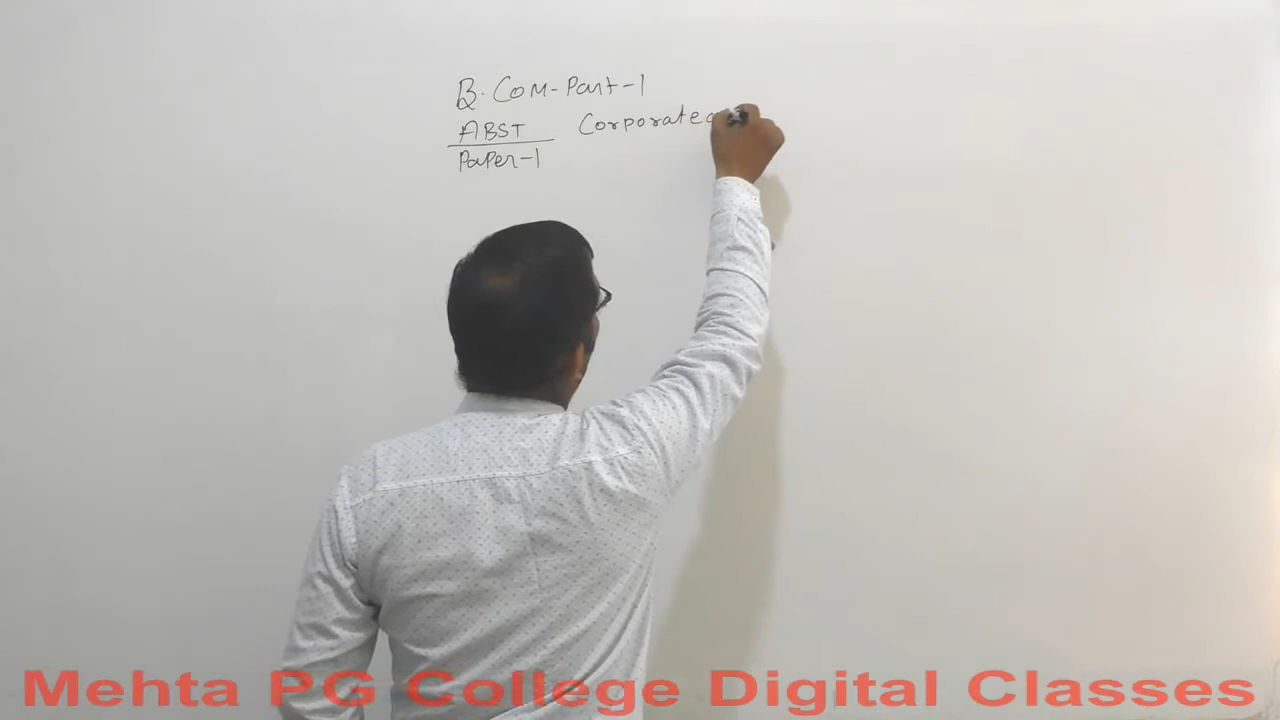 B. Com-Part-1
ABST Corporate
Paper-1
Mehta PG College Digital Classes